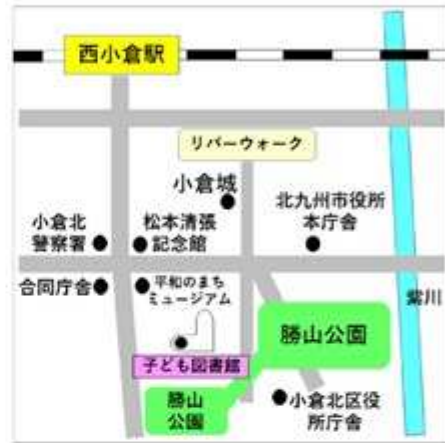 西小倉駅
リバーウォーク
小倉城
北九州市役所
本庁舎
小倉北
警察署
松本清張
記念館
合同庁舎
平和のまち
ミュージアム
紫川
勝山公園
子ども図書館
勝山
公園
小倉北区役
所庁舎